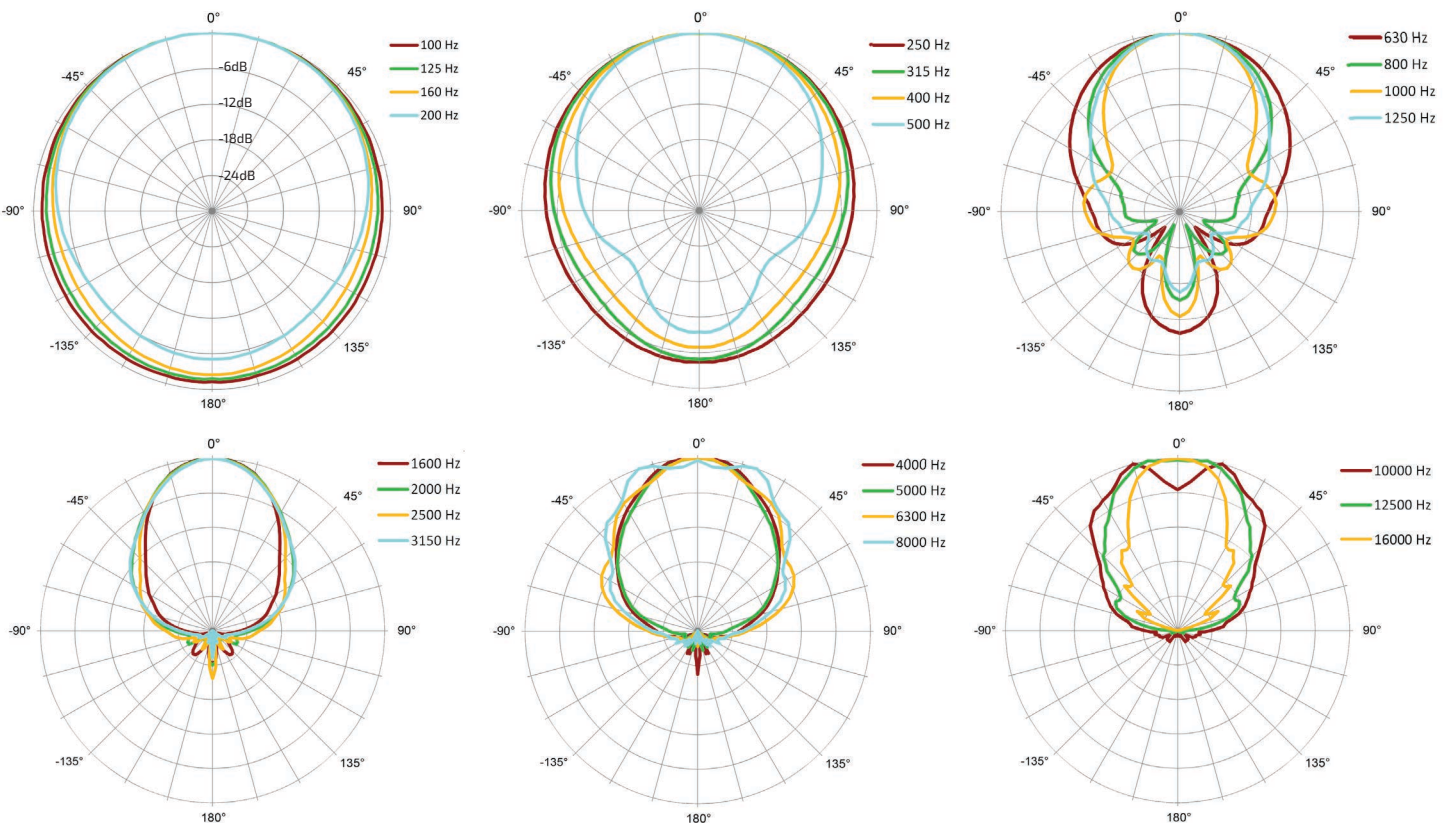 0°
100 Hz
125 Hz
160 Hz
200 Hz
-45°
45°
-6dB
-12dB
-18dB
-24dB
-90°
90°
-135°
135°
180°
0°
250 Hz
315 Hz
400 Hz
500 Hz
-45°
45°
-90°
90°
-135°
135°
180°
0°
630 Hz
800 Hz
1000 Hz
1250 Hz
-45°
45°
-90°
90°
-135°
135°
180°
0°
1600 Hz
2000 Hz
2500 Hz
3150 Hz
-45°
45°
-90°
90°
-135°
135°
180°
0°
4000 Hz
5000 Hz
6300 Hz
8000 Hz
-45°
45°
-90°
90°
-135°
135°
180°
0°
10000 Hz
12500 Hz
16000 Hz
-45°
45°
-90°
90°
-135°
135°
180°